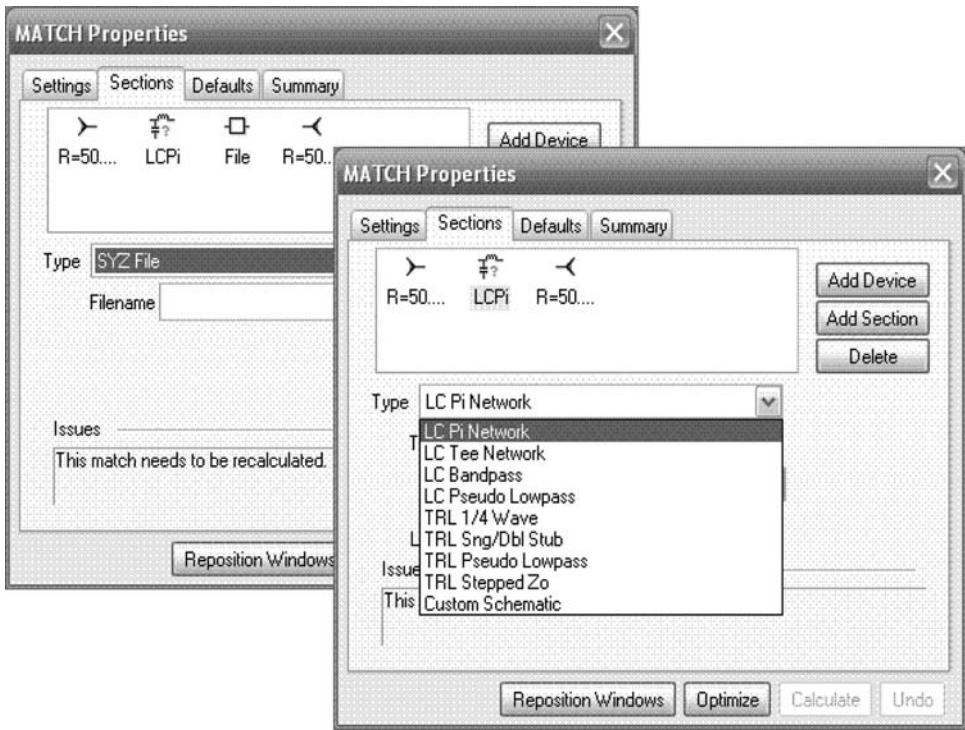 MATCH Properties
Settings Sections Defaults Summary
R=50.... LCPi File R=50..
Add Device
Type SYZ File
Filename
Issues
This match needs to be recalculated.
Reposition Windows
MATCH Properties
Settings Sections Defaults Summary
R=50.... LCPi R=50....
Add Device
Add Section
Delete
Type LC Pi Network
LC Pi Network
LC Tee Network
LC Bandpass
LC Pseudo Lowpass
TRL 1/4 Wave
TRL Sng/Dbl Stub
TRL Pseudo Lowpass
TRL Stepped Zo
Custom Schematic
This
Reposition Windows Optimize Calculate Undo